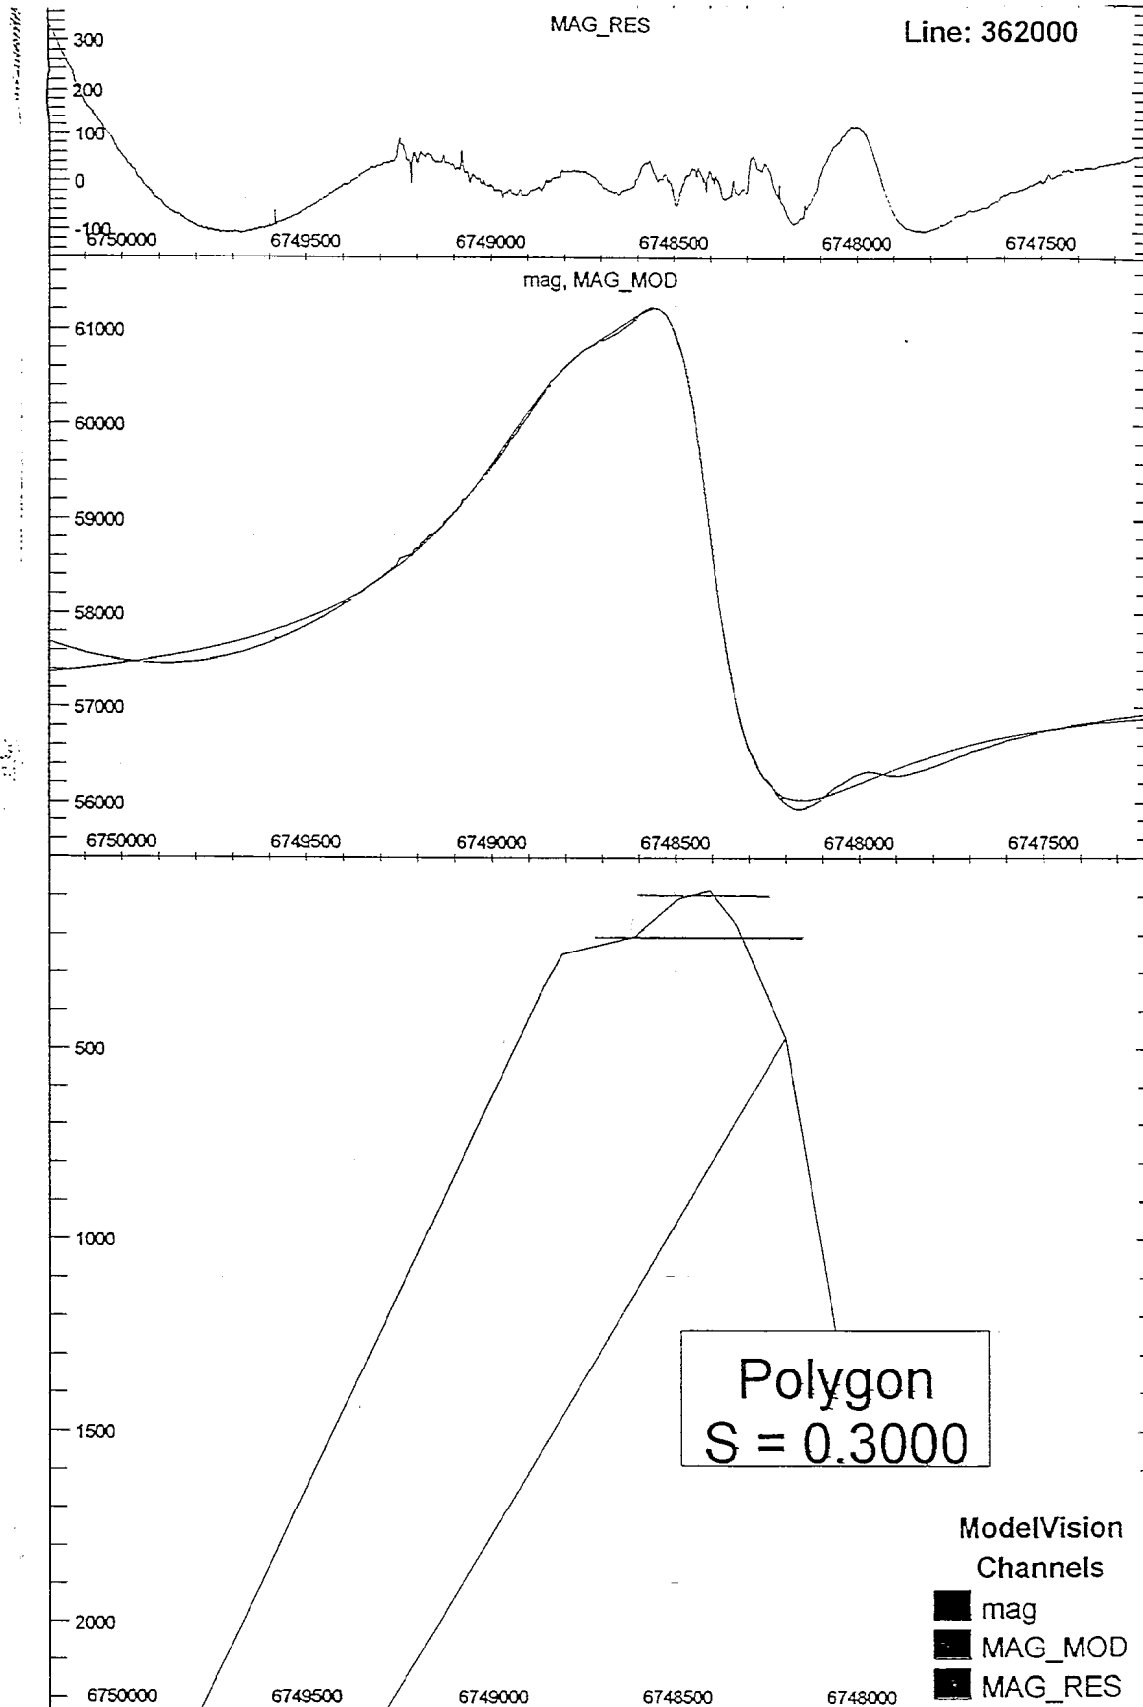 MAG_RES
Line: 362000
300
200
100
0
-100
6750000 6749500 6749000 6748500 6748000 6747500
mag, MAG_MOD
61000
60000
59000
58000
57000
56000
6750000 6749500 6749000 6748500 6748000 6747500
500
1000
1500
2000
Polygon
S = 0.3000
ModelVision
Channels
mag
MAG_MOD
MAG_RES
6750000 6749500 6749000 6748500 6748000